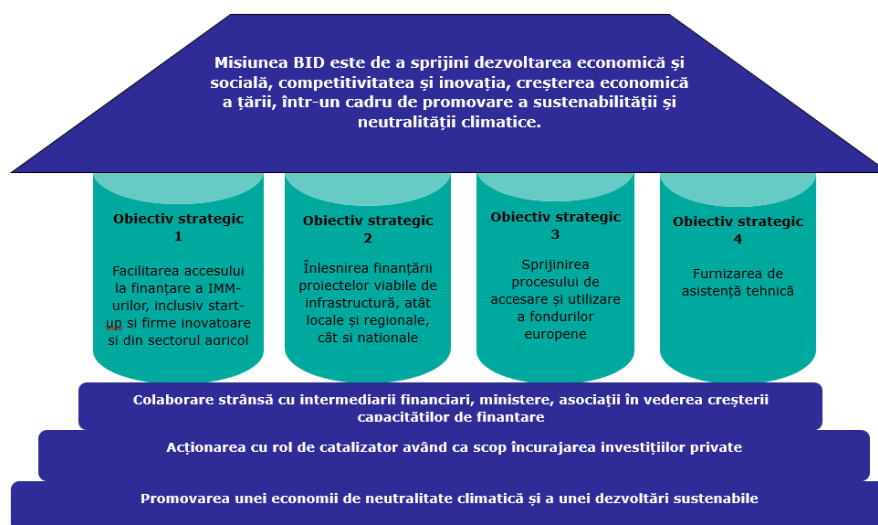 Misiunea BID este de a sprijini dezvoltarea economică și
socială, competitivitatea și inovația, creșterea economică
a țării, într-un cadru de promovare a sustenabilității și
neutralității climatice.
Obiectiv strategic
1
Facilitarea accesului
la finanțare a IMM-
urilor, inclusiv start-
up si firme inovatoare
si din sectorul agricol
Obiectiv strategic
2
Înlesnirea finanțării
proiectelor viabile de
infrastructură, atât
locale și regionale,
cât si nationale
Obiectiv strategic
3
Sprijinirea
procesului de
accesare și utilizare
a fondurilor
europene
Obiectiv strategic
4
Furnizarea de
asistență tehnică
Colaborare strânsă cu intermediarii financiari, ministere, asociații în vederea creșterii
capacităților de finanțare
Acționarea cu rol de catalizator având ca scop încurajarea investițiilor private
Promovarea unei economii de neutralitate climatică și a unei dezvoltări sustenabile